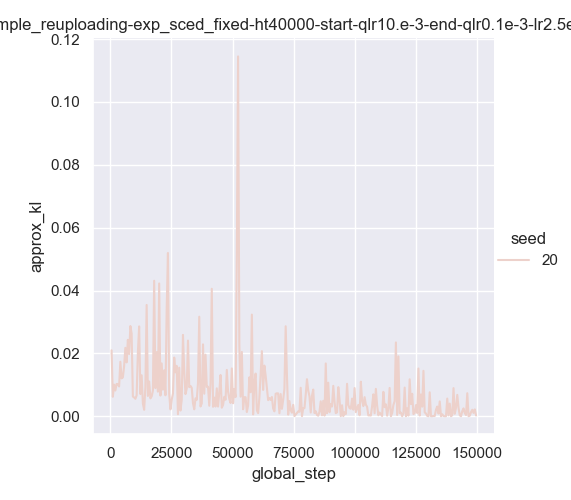 mple_reuploading-exp_sced_fixed-ht40000-start-qlr10.e-3-end-qlr0.1e-3-lr2.5e
0.12
0.10
0.08
0.06
0.04
0.02
0.00
approx_kl
0 25000 50000 75000 100000 125000 150000
global_step
seed
20